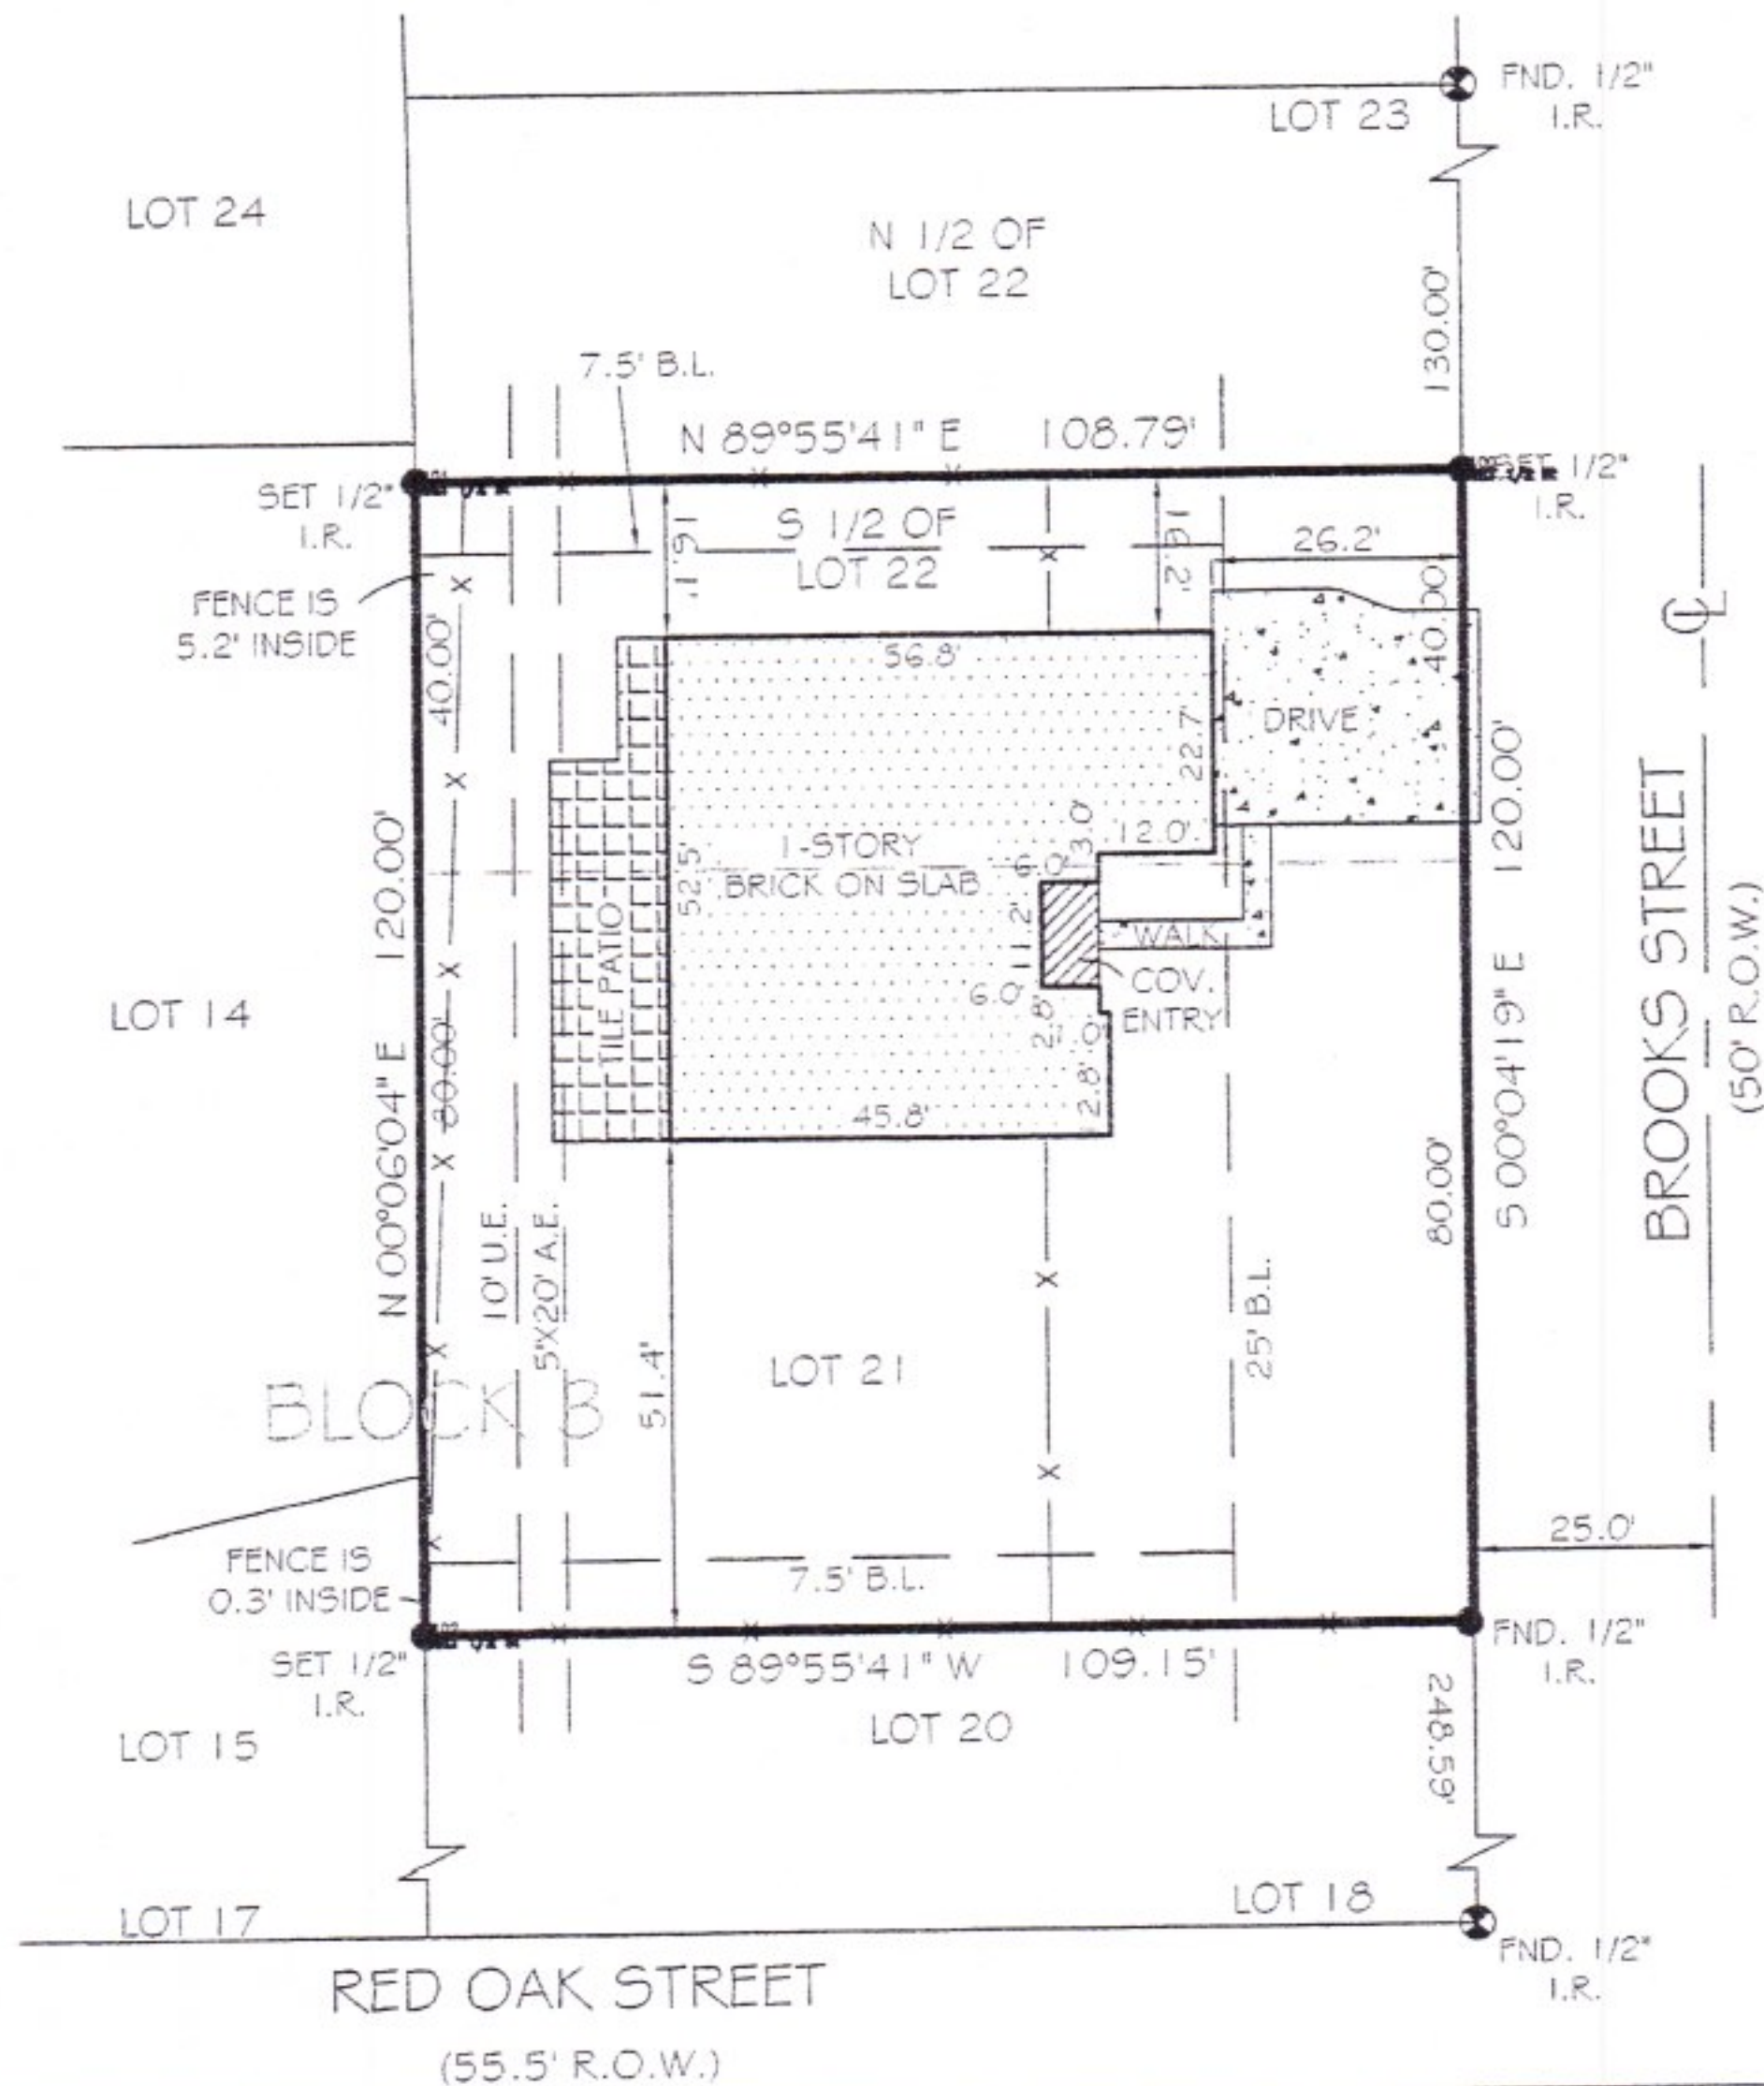 FND. 1/2"
I.R.
LOT 23
LOT 24
N 1/2 OF
LOT 22
130.00'
7.5' B.L.
N 89°55'41" E 108.79'
SET 1/2"
I.R.
SET 1/2"
I.R.
S 1/2 OF
LOT 22
16.1'
16.2'
26.2'
FENCE IS
5.2' INSIDE
40.00'
40.00'
56.8'
22.7'
DRIVE
℄
1-STORY
BRICK ON SLAB
52.5'
TILE PATIO
12.0'
3.0'
6.0'
11.2'
WALK
COV.
ENTRY
6.0'
2.8'
45.8'
N 00°06'04" E 120.00'
80.00'
S 00°04'19" E 120.00'
80.00'
BROOKS STREET
(50' R.O.W.)
LOT 14
10' U.E.
5'X20' A.E.
25' B.L.
51.4'
LOT 21
BLOCK B
25.0'
FENCE IS
0.3' INSIDE
7.5' B.L.
SET 1/2"
I.R.
S 89°55'41" W 109.15'
FND. 1/2"
I.R.
LOT 20
248.59'
LOT 15
LOT 17
LOT 18
FND. 1/2"
I.R.
RED OAK STREET
(55.5' R.O.W.)